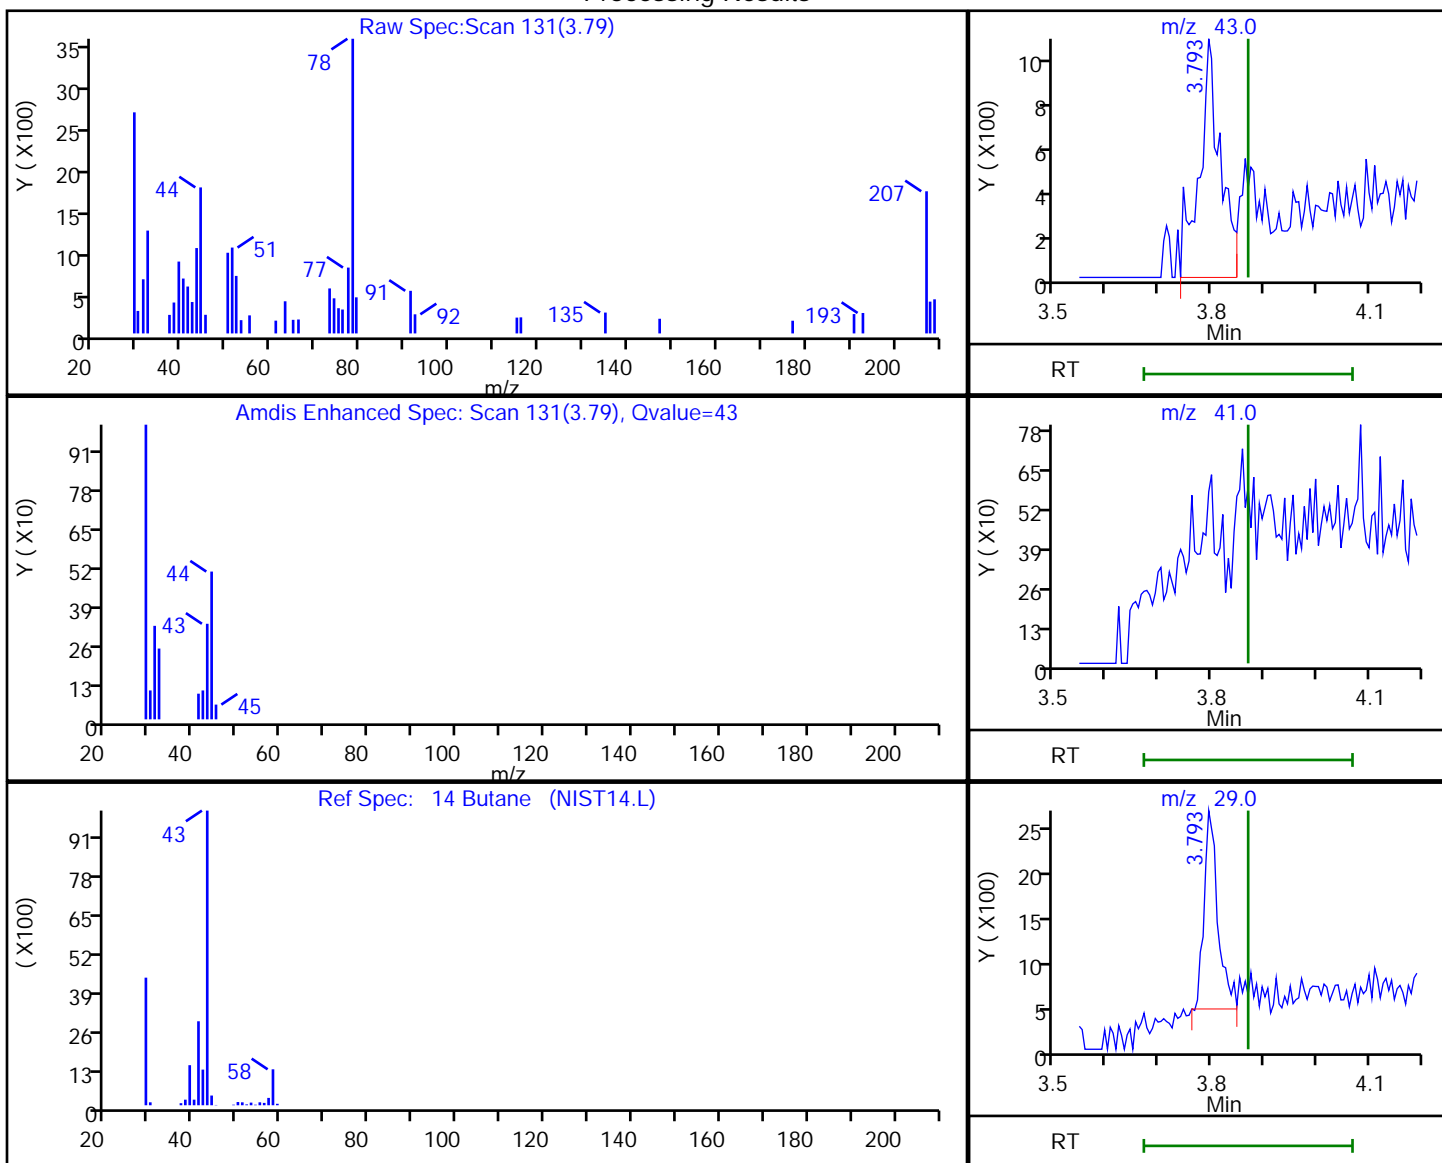 Processing Results
Raw Spec:Scan 131(3.79)
Y ( X100)
35
30
25
20
15
10
5
0
78
44
51
77
91
92
135
193
207
20 40 60 80 100 120 140 160 180 200
m/z
m/z 43.0
Y ( X100)
10
8
6
4
2
0
3.793
3.5 3.8 4.1
Min
RT
Amdis Enhanced Spec: Scan 131(3.79), Qvalue=43
Y ( X10)
91
78
65
52
39
26
13
0
44
43
45
20 40 60 80 100 120 140 160 180 200
m/z
m/z 41.0
Y ( X10)
78
65
52
39
26
13
0
3.5 3.8 4.1
Min
RT
Ref Spec: 14 Butane (NIST14.L)
( X100)
91
78
65
52
39
26
13
0
43
58
20 40 60 80 100 120 140 160 180 200
m/z 29.0
Y ( X100)
25
20
15
10
5
0
3.793
3.5 3.8 4.1
Min
RT